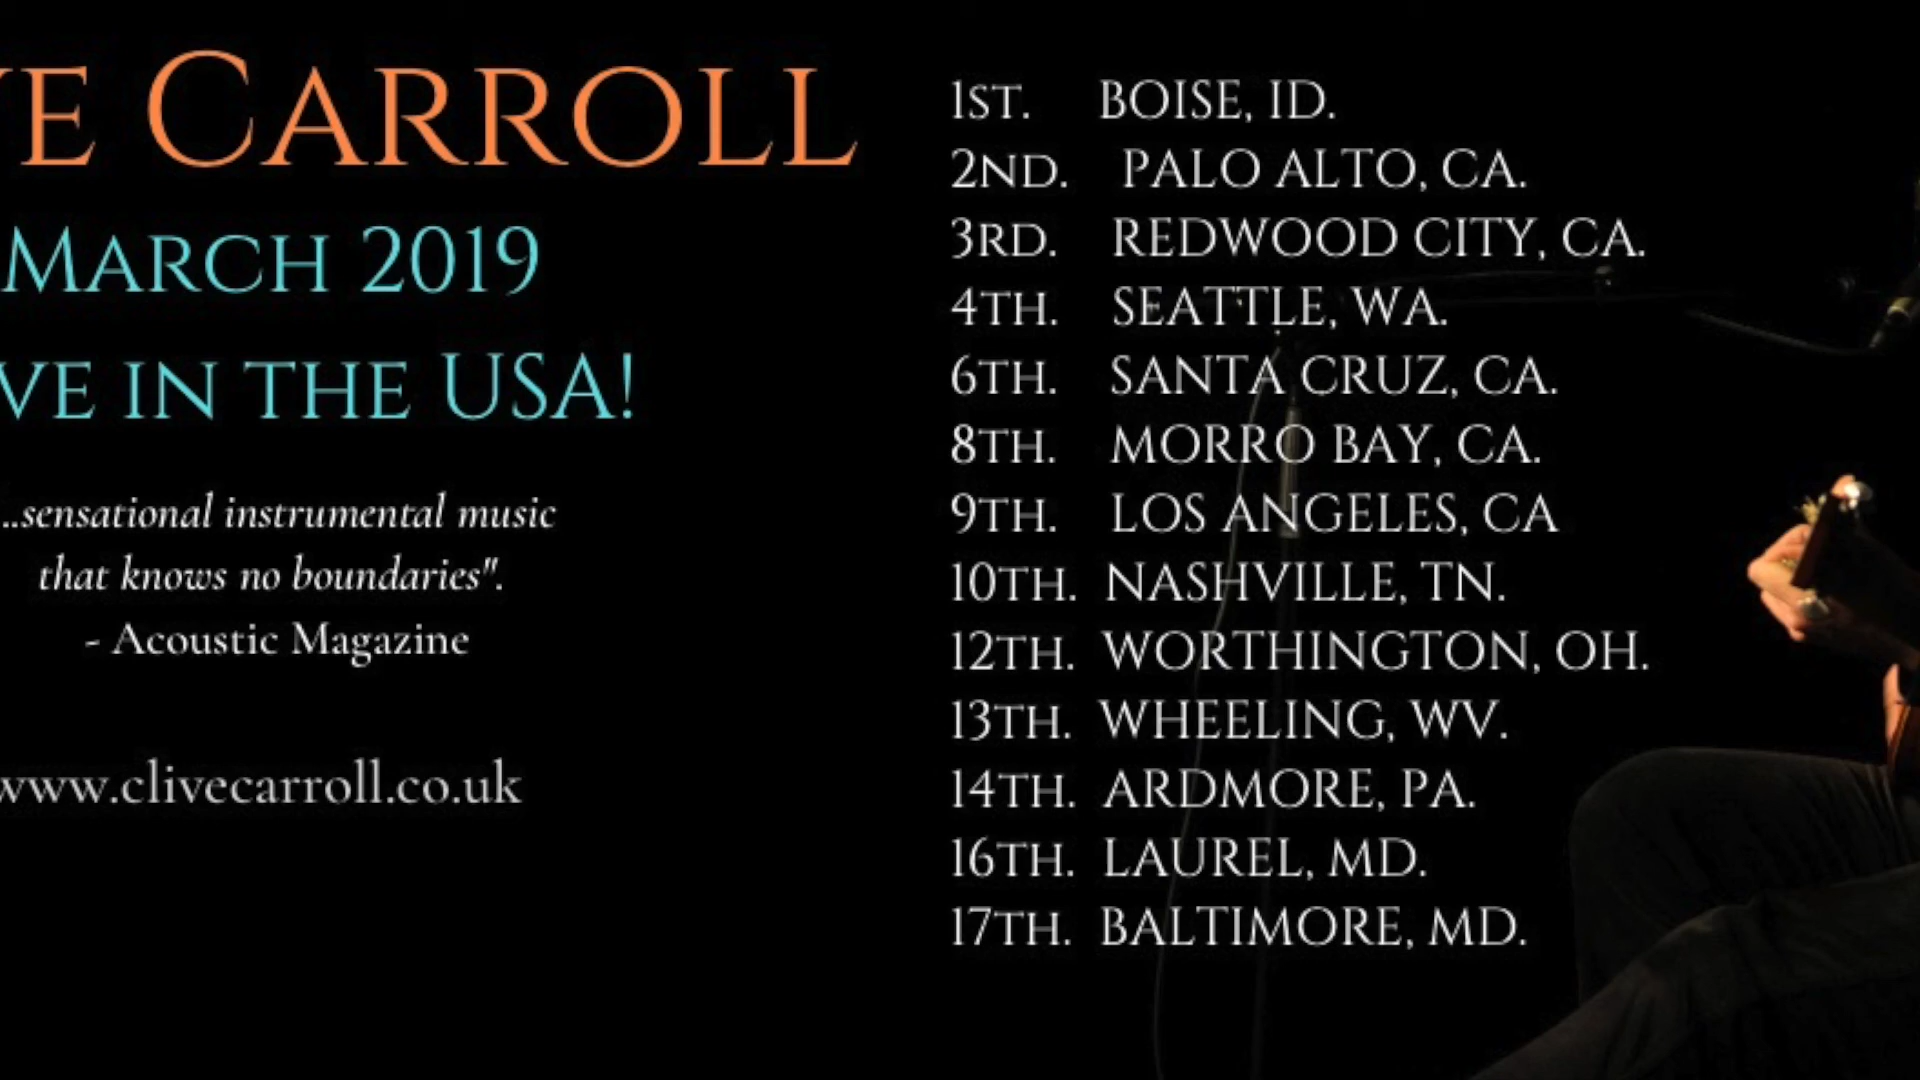 VE CARROLL
MARCH 2019
VE IN THE USA!
...sensational instrumental music
that knows no boundaries".
- Acoustic Magazine
www.clivecarroll.co.uk
1ST. BOISE, ID.
2ND. PALO ALTO, CA.
3RD. REDWOOD CITY, CA.
4TH. SEATTLE, WA.
6TH. SANTA CRUZ, CA.
8TH. MORRO BAY, CA.
9TH. LOS ANGELES, CA
10TH. NASHVILLE, TN.
12TH. WORTHINGTON, OH.
13TH. WHEELING, WV.
14TH. ARDMORE, PA.
16TH. LAUREL, MD.
17TH. BALTIMORE, MD.